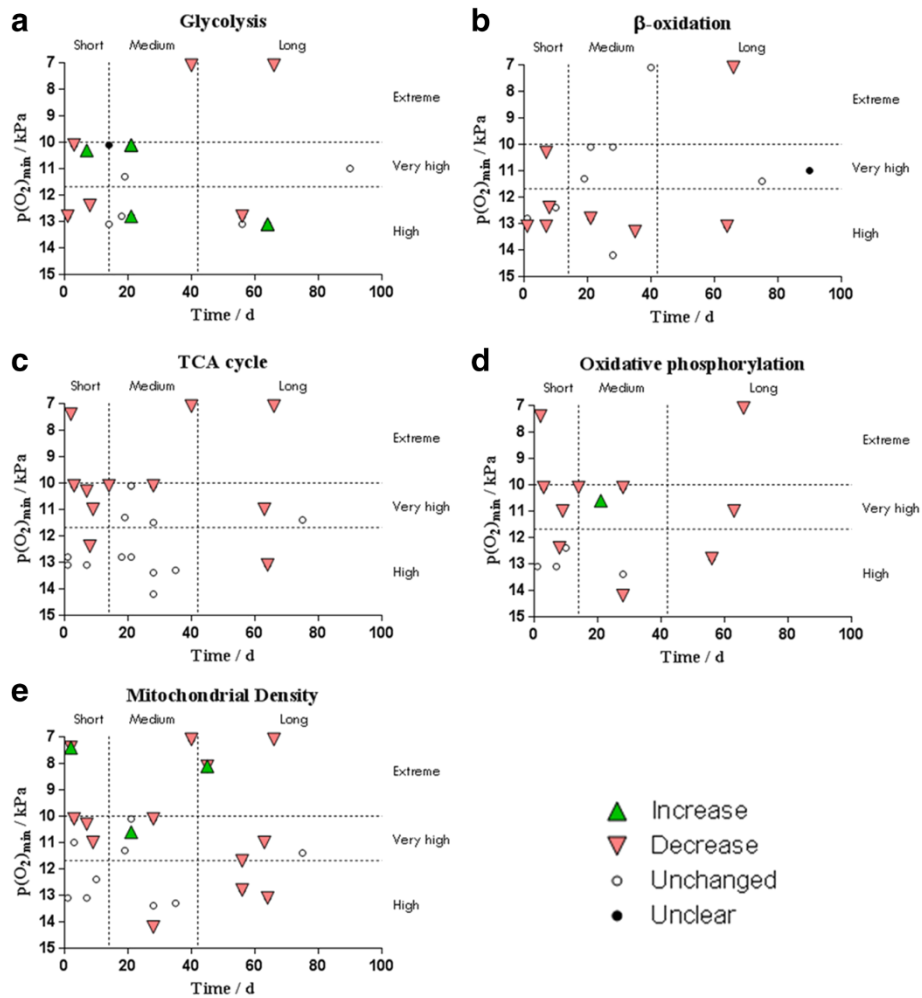 a
Glycolysis
Short Medium Long
7
8
9
10
11
12
13
14
15
p(O2)min / kPa
Extreme
Very high
High
0 20 40 60 80 100
Time / d
b
β-oxidation
Short Medium Long
7
8
9
10
11
12
13
14
15
p(O2)min / kPa
Extreme
Very high
High
0 20 40 60 80 100
Time / d
c
TCA cycle
Short Medium Long
7
8
9
10
11
12
13
14
15
p(O2)min / kPa
Extreme
Very high
High
0 20 40 60 80 100
Time / d
d
Oxidative phosphorylation
Short Medium Long
7
8
9
10
11
12
13
14
15
p(O2)min / kPa
Extreme
Very high
High
0 20 40 60 80 100
Time / d
e
Mitochondrial Density
Short Medium Long
7
8
9
10
11
12
13
14
15
p(O2)min / kPa
Extreme
Very high
High
0 20 40 60 80 100
Time / d
Increase
Decrease
Unchanged
Unclear